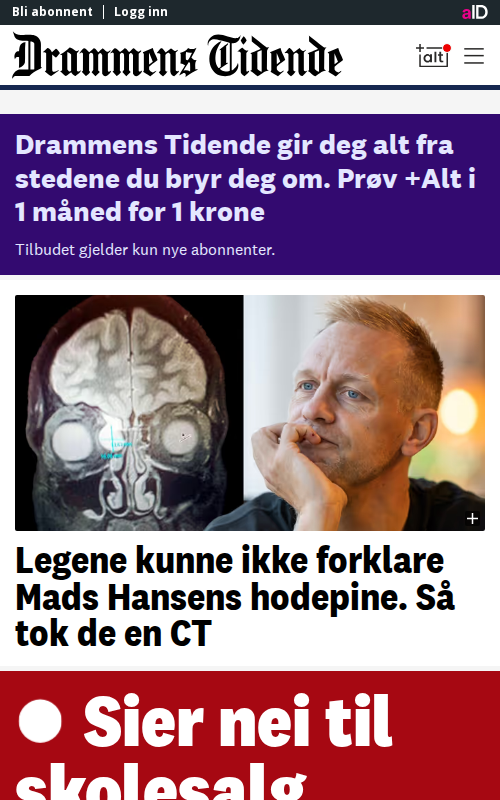 Bli abonnent | Logg inn
aID
Drammens Tidende
+alt
Drammens Tidende gir deg alt fra
stedene du bryr deg om. Prøv +Alt i
1 måned for 1 krone
Tilbudet gjelder kun nye abonnenter.
Legene kunne ikke forklare
Mads Hansens hodepine. Så
tok de en CT
Sier nei til
skolesalg